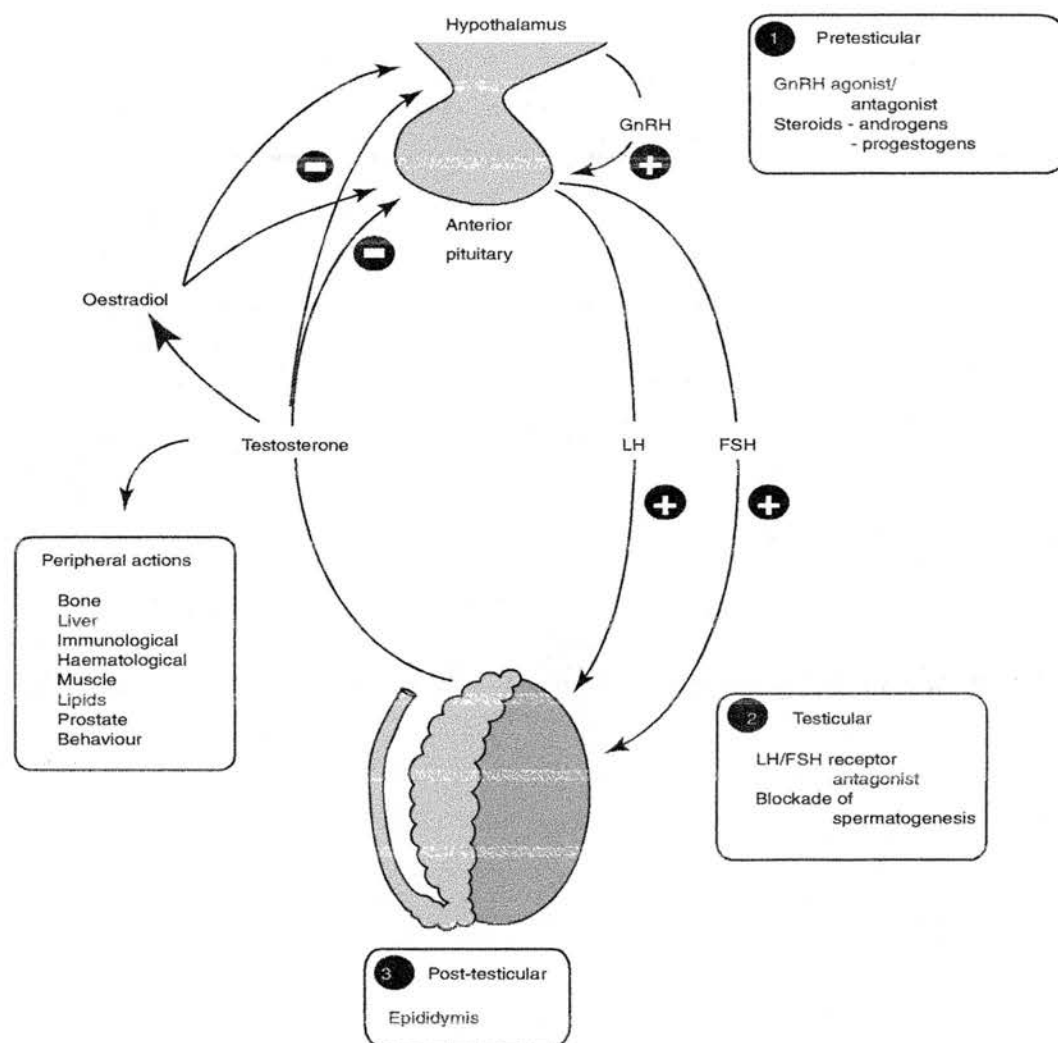 Hypothalamus
1 Pretesticular
GnRH agonist/
antagonist
Steroids - androgens
- progestogens
GnRH
+
-
Anterior
pituitary
-
Oestradiol
Testosterone
LH
FSH
+
+
Peripheral actions
Bone
Liver
Immunological
Haematological
Muscle
Lipids
Prostate
Behaviour
2 Testicular
LH/FSH receptor
antagonist
Blockade of
spermatogenesis
3 Post-testicular
Epididymis